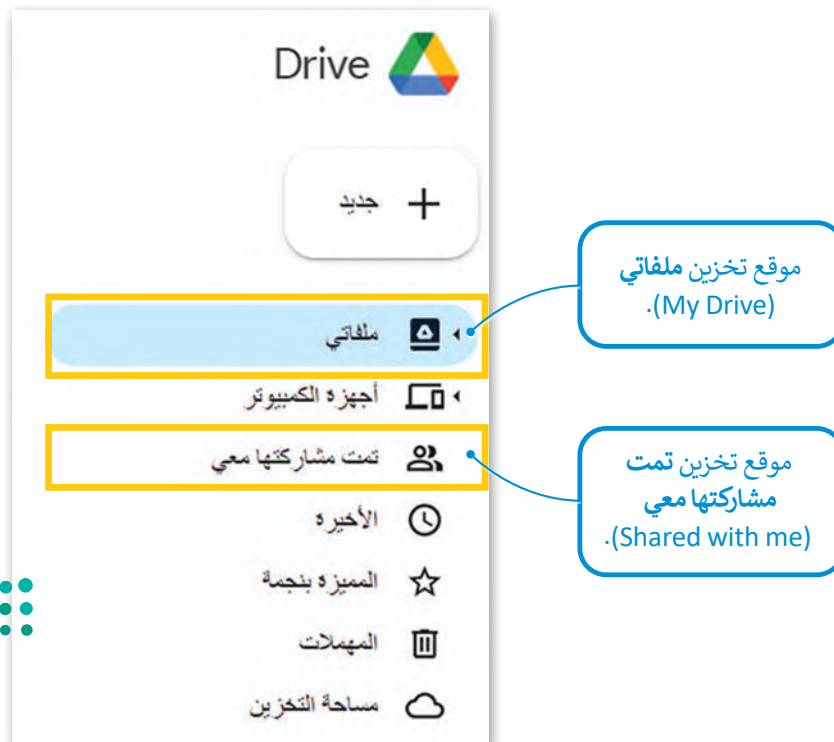 Drive
جديد
ملفاتي
أجهزة الكمبيوتر
تمت مشاركتها معي
الأخيرة
المميزة بنجمة
المهملات
مساحة التخزين
موقع تخزين ملفاتي
(My Drive).
موقع تخزين تمت
مشاركتها معي
(Shared with me).